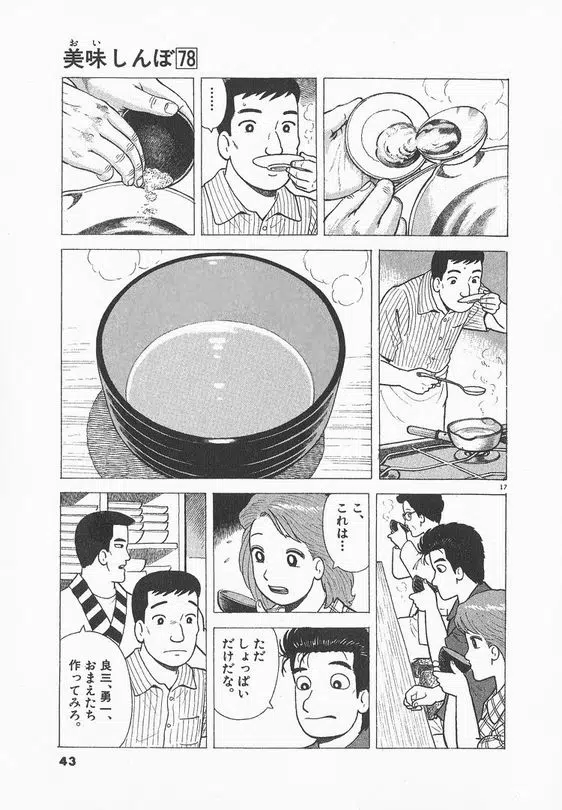 おい
美味しんぼ78
……
17
こ、
これは…
ただ
しょっぱい
だけだな。
良三、勇一、
おまえたち
作ってみろ。
43